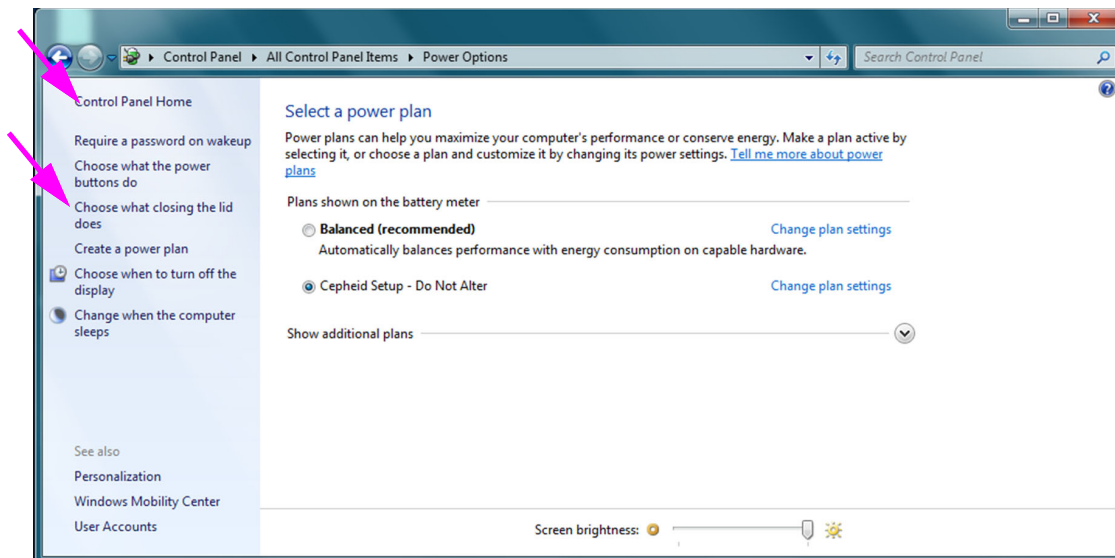 Control Panel ▸ All Control Panel Items ▸ Power Options
Search Control Panel
Control Panel Home
Require a password on wakeup
Choose what the power
buttons do
Choose what closing the lid
does
Create a power plan
Choose when to turn off the
display
Change when the computer
sleeps
See also
Personalization
Windows Mobility Center
User Accounts
Select a power plan
Power plans can help you maximize your computer's performance or conserve energy. Make a plan active by
selecting it, or choose a plan and customize it by changing its power settings. Tell me more about power
plans
Plans shown on the battery meter
Balanced (recommended) Change plan settings
Automatically balances performance with energy consumption on capable hardware.
Cepheid Setup - Do Not Alter Change plan settings
Show additional plans
Screen brightness: